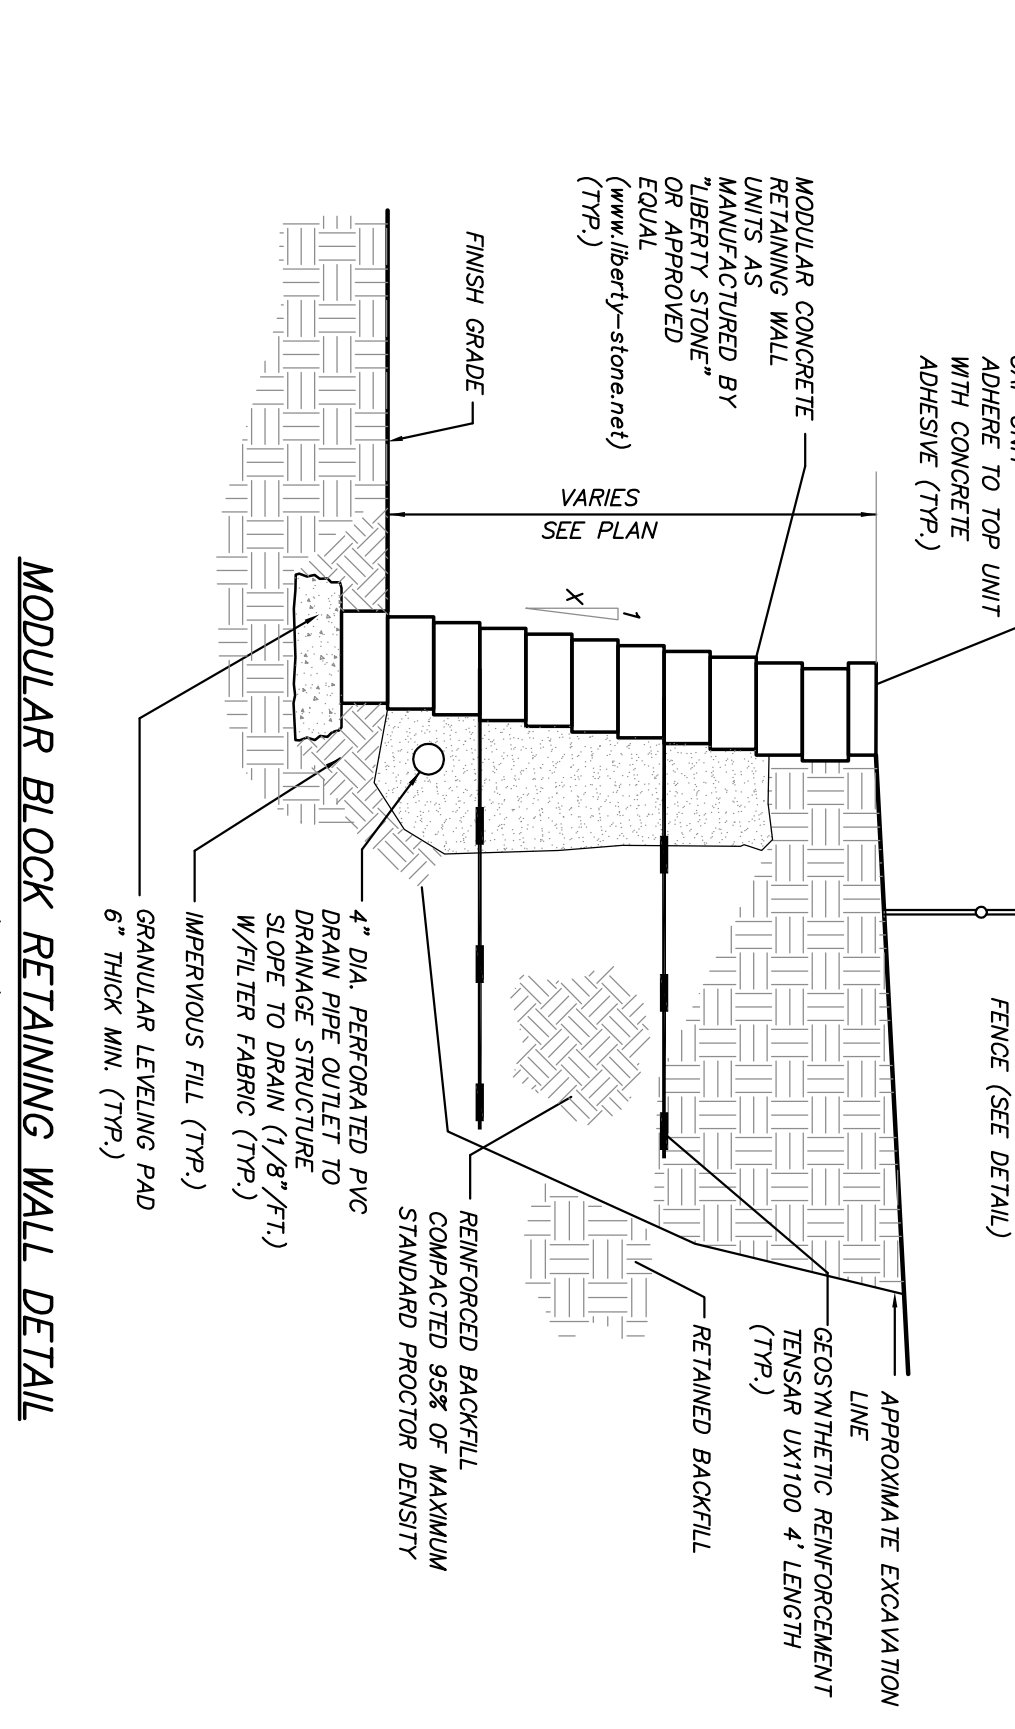 CAP UNIT
ADHERE TO TOP UNIT
WITH CONCRETE
ADHESIVE (TYP.)
MODULAR CONCRETE
RETAINING WALL
UNITS AS
MANUFACTURED BY
"LIBERTY STONE"
OR APPROVED
EQUAL
(www.liberty-stone.net)
(TYP.)
FINISH GRADE
VARIES
SEE PLAN
1
X
FENCE (SEE DETAIL)
APPROXIMATE EXCAVATION
LINE
GEOSYNTHETIC REINFORCEMENT
TENSAR UX1100 4' LENGTH
(TYP.)
RETAINED BACKFILL
REINFORCED BACKFILL
COMPACTED 95% OF MAXIMUM
STANDARD PROCTOR DENSITY
4" DIA. PERFORATED PVC
DRAIN PIPE OUTLET TO
DRAINAGE STRUCTURE
SLOPE TO DRAIN (1/8"/FT.)
W/FILTER FABRIC (TYP.)
IMPERVIOUS FILL (TYP.)
GRANULAR LEVELING PAD
6" THICK MIN. (TYP.)
MODULAR BLOCK RETAINING WALL DETAIL